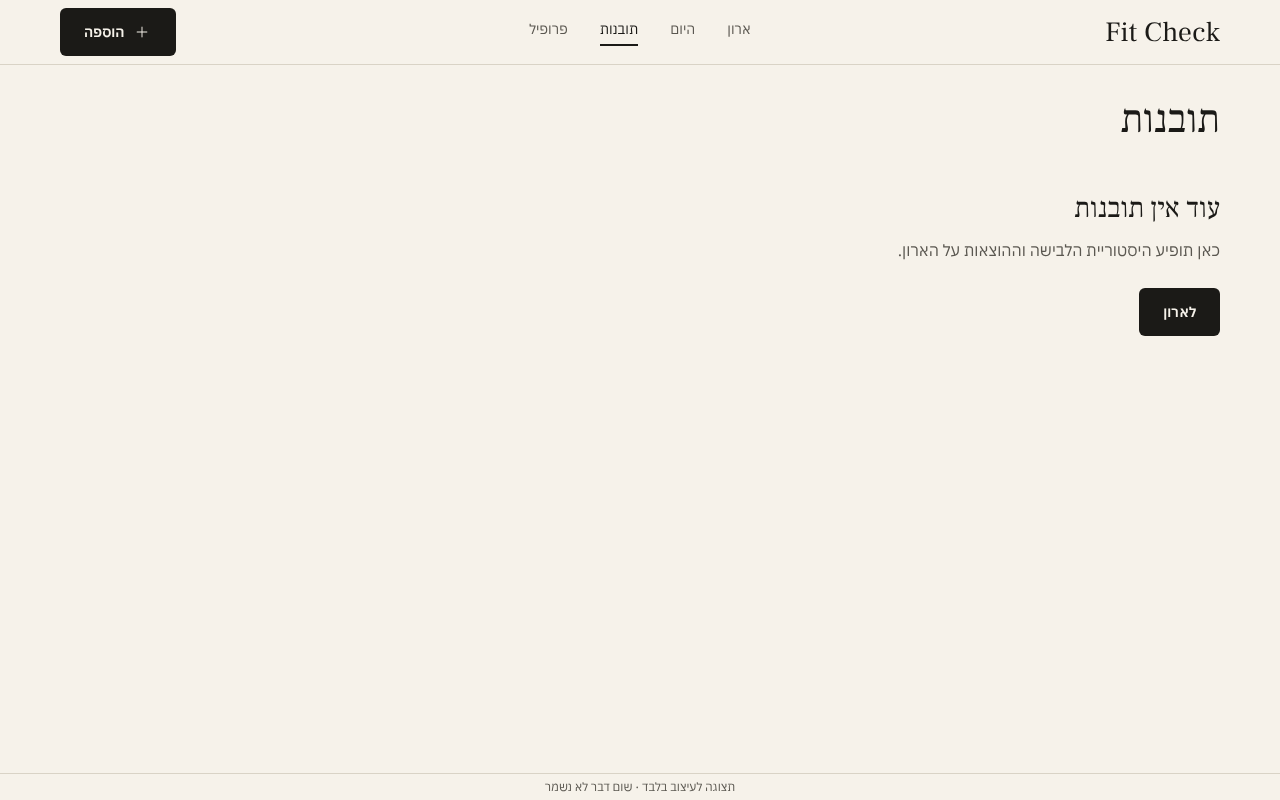 Fit Check
ארון היום תובנות פרופיל
הוספה
תובנות
עוד אין תובנות
כאן תופיע היסטוריית הלבישה וההוצאות על הארון.
לארון
תצוגה לעיצוב בלבד · שום דבר לא נשמר